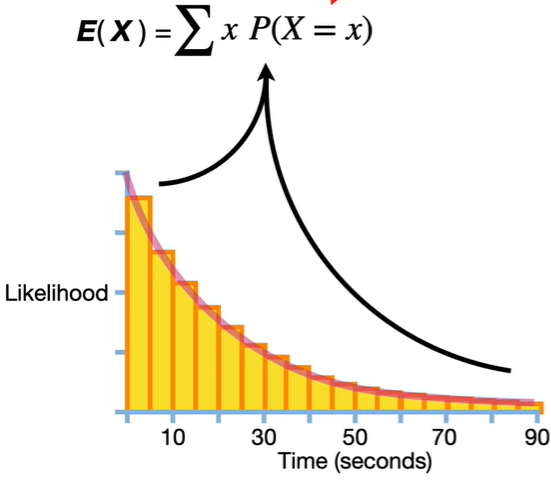 E(X) = ∑ x P(X = x)
Likelihood
10 30 50 70 90
Time (seconds)